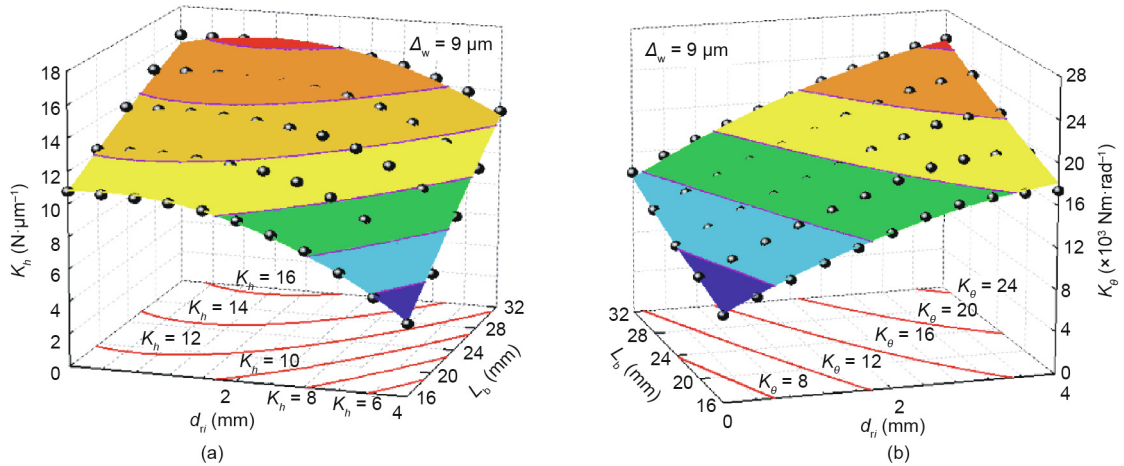 Δw = 9 μm
18
16
14
12
10
8
6
4
2
0
Kh (N·μm⁻¹)
Kh = 16
Kh = 14
Kh = 12
Kh = 10
Kh = 8
Kh = 6
2
4
dri (mm)
16
20
24
28
32
Lb (mm)
(a)
Δw = 9 μm
28
24
20
16
12
8
4
0
Kθ (×10³ Nm·rad⁻¹)
Kθ = 24
Kθ = 20
Kθ = 16
Kθ = 12
Kθ = 8
32
28
24
20
16
Lb (mm)
0
2
4
dri (mm)
(b)